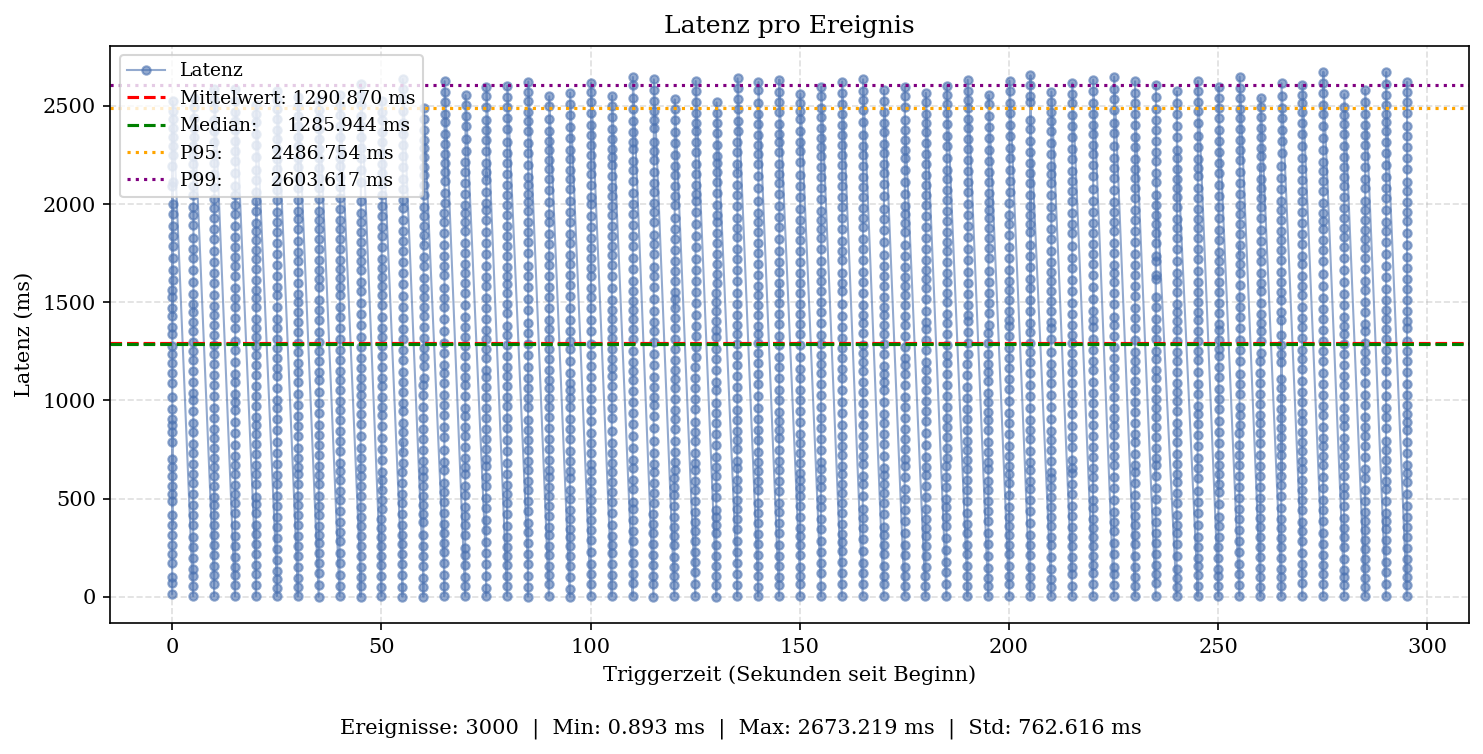 Latenz pro Ereignis
Latenz
Mittelwert: 1290.870 ms
Median: 1285.944 ms
P95: 2486.754 ms
P99: 2603.617 ms
Latenz (ms)
2500
2000
1500
1000
500
0
0 50 100 150 200 250 300
Triggerzeit (Sekunden seit Beginn)
Ereignisse: 3000 | Min: 0.893 ms | Max: 2673.219 ms | Std: 762.616 ms